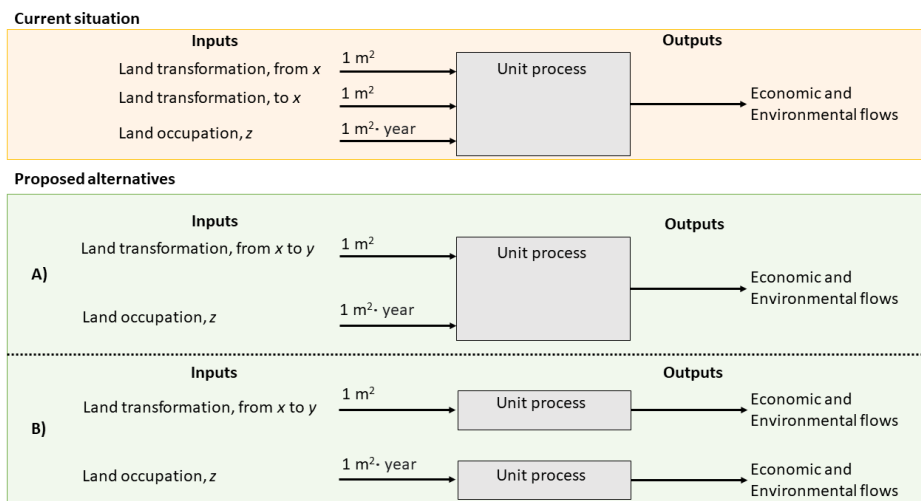 Current situation
Inputs
Outputs
Land transformation, from x
1 m²
Unit process
Land transformation, to x
1 m²
Economic and
Environmental flows
Land occupation, z
1 m²· year
Proposed alternatives
Inputs
Outputs
Land transformation, from x to y
1 m²
Unit process
A)
Economic and
Environmental flows
Land occupation, z
1 m²· year
Inputs
Outputs
Land transformation, from x to y
1 m²
Unit process
Economic and
Environmental flows
B)
Land occupation, z
1 m²· year
Unit process
Economic and
Environmental flows